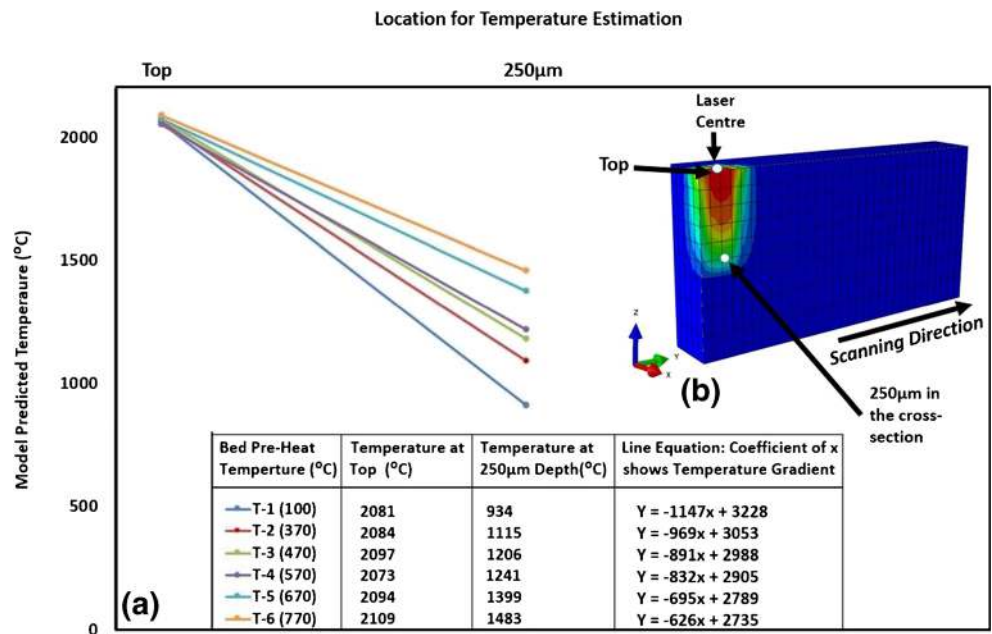 Location for Temperature Estimation
Top
250µm
Model Predicted Temperaure (°C)
2000
1500
1000
500
0
(a)
Laser
Centre
Top
Z
Y
X
(b)
Scanning Direction
250µm in
the cross-
section
Bed Pre-Heat
Temperture (°C)
Temperature at
Top (°C)
Temperature at
250µm Depth(°C)
Line Equation: Coefficient of x
shows Temperature Gradient
T-1 (100) 2081 934 Y = -1147x + 3228
T-2 (370) 2084 1115 Y = -969x + 3053
T-3 (470) 2097 1206 Y = -891x + 2988
T-4 (570) 2073 1241 Y = -832x + 2905
T-5 (670) 2094 1399 Y = -695x + 2789
T-6 (770) 2109 1483 Y = -626x + 2735